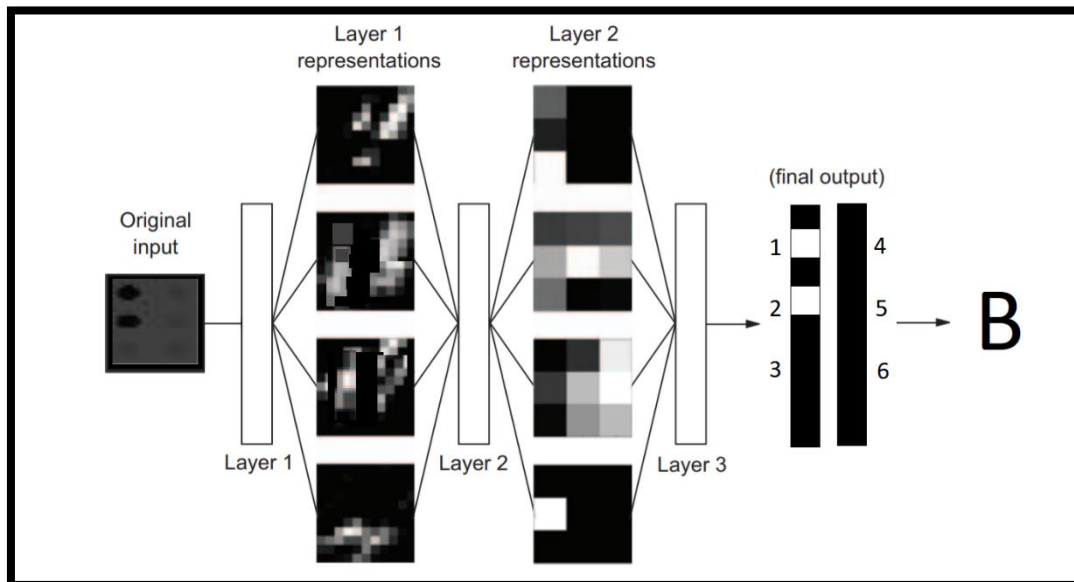 Layer 1
representations
Layer 2
representations
(final output)
Original
input
1
4
2
5
B
3
6
Layer 1
Layer 2
Layer 3